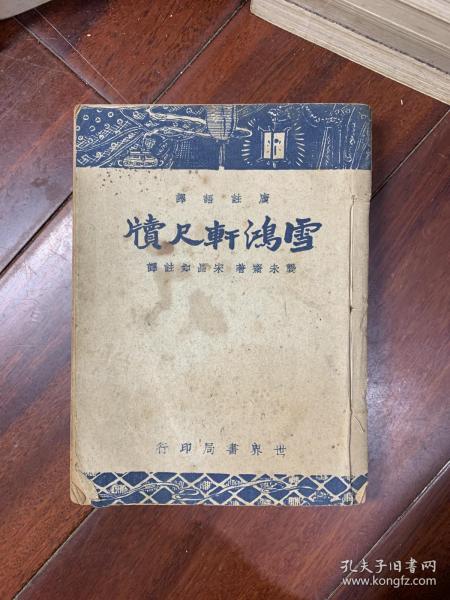 廣註語譯
雪鴻軒尺牘
龔未齋著 宋晶如註譯
世界書局印行
孔夫子旧书网
www.kongfz.com